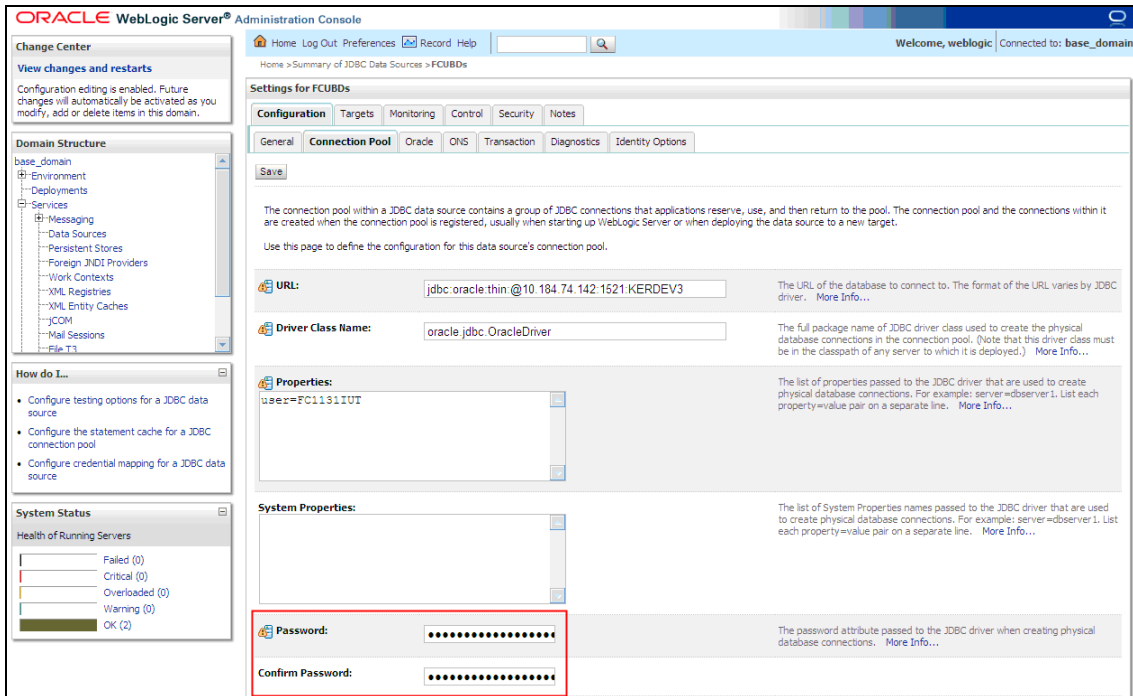 ORACLE WebLogic Server® Administration Console
Change Center
View changes and restarts
Configuration editing is enabled. Future
changes will automatically be activated as you
modify, add or delete items in this domain.
Domain Structure
base_domain
Environment
Deployments
Services
Messaging
Data Sources
Persistent Stores
Foreign JNDI Providers
Work Contexts
XML Registries
XML Entity Caches
jCOM
Mail Sessions
File T3
How do I...
Configure testing options for a JDBC data
source
Configure the statement cache for a JDBC
connection pool
Configure credential mapping for a JDBC data
source
System Status
Health of Running Servers
Failed (0)
Critical (0)
Overloaded (0)
Warning (0)
OK (2)
Home Log Out Preferences Record Help
Welcome, weblogic Connected to: base_domain
Home >Summary of JDBC Data Sources >FCUBDs
Settings for FCUBDs
Configuration Targets Monitoring Control Security Notes
General Connection Pool Oracle ONS Transaction Diagnostics Identity Options
Save
The connection pool within a JDBC data source contains a group of JDBC connections that applications reserve, use, and then return to the pool. The connection pool and the connections within it
are created when the connection pool is registered, usually when starting up WebLogic Server or when deploying the data source to a new target.
Use this page to define the configuration for this data source's connection pool.
URL:
jdbc:oracle:thin:@10.184.74.142:1521:KERDEV3
The URL of the database to connect to. The format of the URL varies by JDBC
driver. More Info...
Driver Class Name:
oracle.jdbc.OracleDriver
The full package name of JDBC driver class used to create the physical
database connections in the connection pool. (Note that this driver class must
be in the classpath of any server to which it is deployed.) More Info...
Properties:
user=FC1131IUT
The list of properties passed to the JDBC driver that are used to create
physical database connections. For example: server=dbserver1. List each
property=value pair on a separate line. More Info...
System Properties:
The list of System Properties names passed to the JDBC driver that are used
to create physical database connections. For example: server=dbserver1. List
each property=value pair on a separate line. More Info...
Password:
The password attribute passed to the JDBC driver when creating physical
database connections. More Info...
Confirm Password: